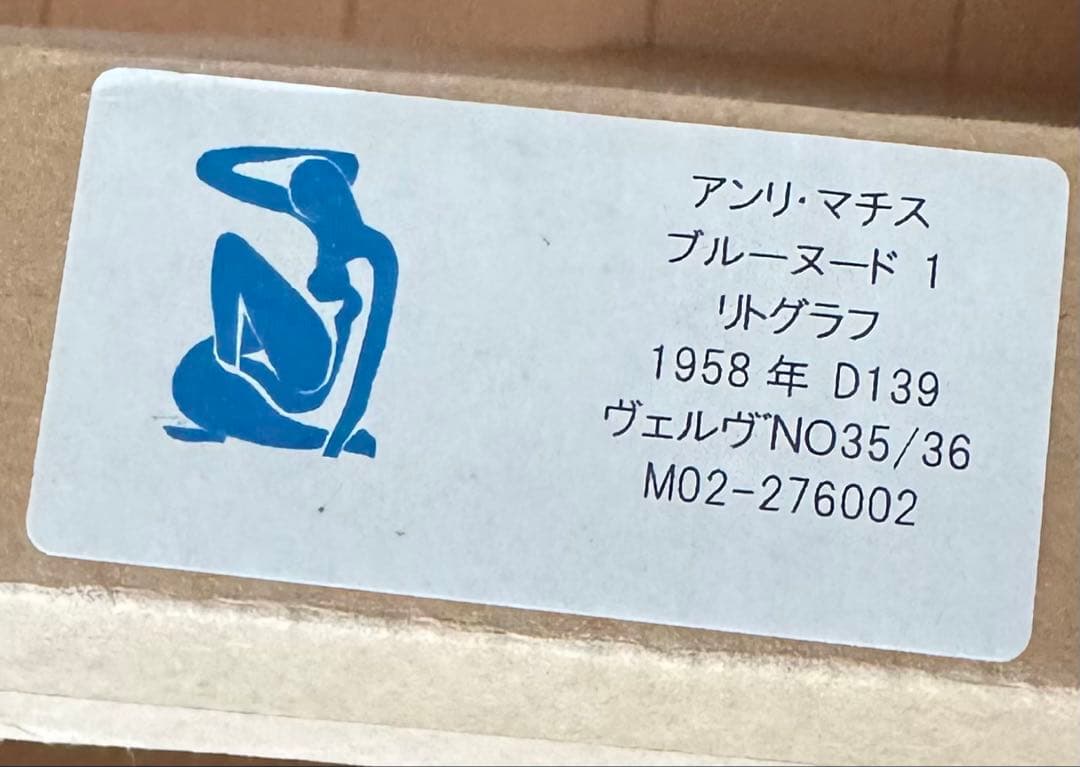 アンリ・マチス
ブルーヌード 1
リトグラフ
1958 年 D139
ヴェルヴNO35/36
M02-276002